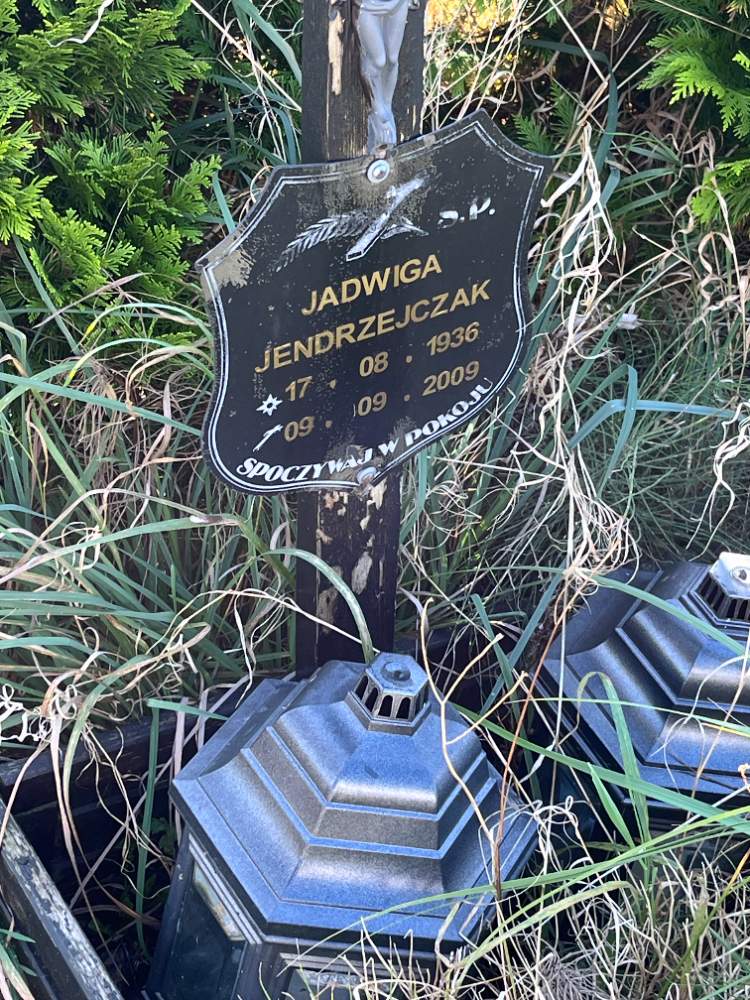 Ś.P.
JADWIGA
JENDRZEJCZAK
17 · 08 · 1936
09 · 09 · 2009
SPOCZYWAJ W POKOJU